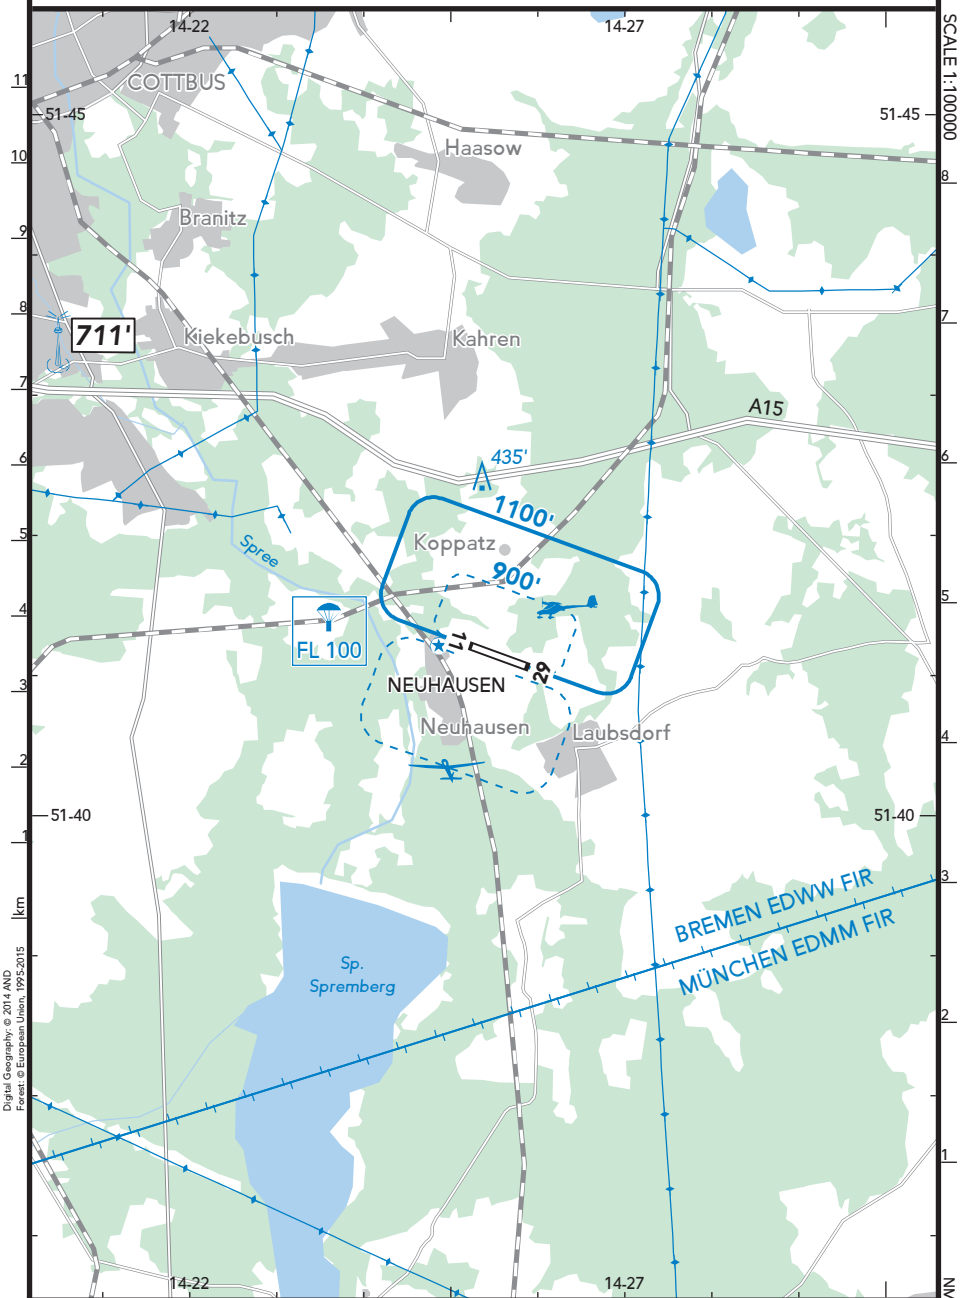 14-22
14-27
SCALE 1:100000
COTTBUS
11
51-45
51-45
Haasow
10
8
Branitz
9
8
7
711'
Kiekebusch
Kahren
7
A15
435'
6
6
1100'
5
Koppatz
Spree
900'
4
5
FL 100
11
29
3
NEUHAUSEN
Neuhausen
Laubsdorf
4
2
51-40
51-40
1
3
BREMEN EDWW FIR
km
MÜNCHEN EDMM FIR
Sp.
Spremberg
2
Digital Geography: © 2014 AND
Forest: © European Union, 1995-2015
1
14-22
14-27